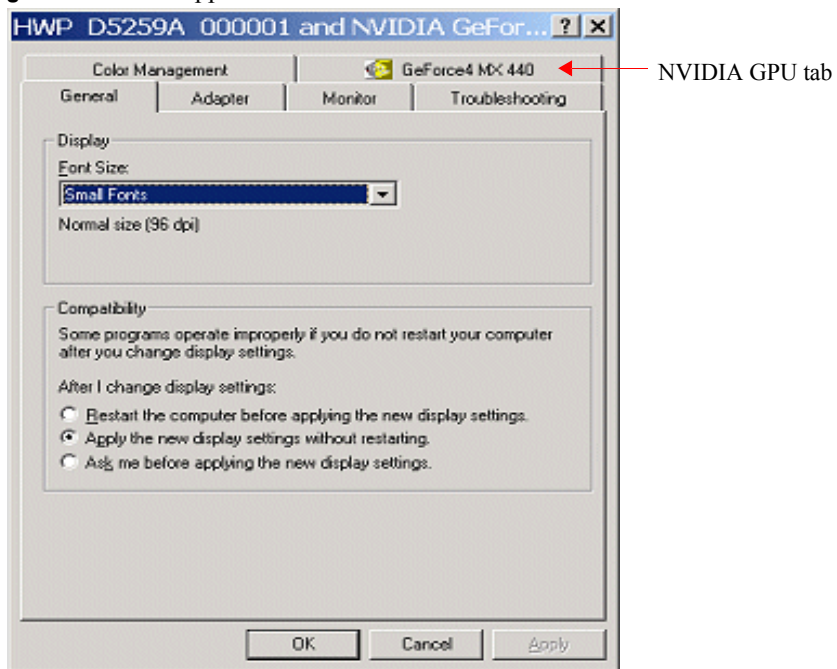 HWP D5259A 000001 and NVIDIA GeFor...
Color Management
GeForce4 MX 440
NVIDIA GPU tab
General
Adapter
Monitor
Troubleshooting
Display
Font Size:
Small Fonts
Normal size (96 dpi)
Compatibility
Some programs operate improperly if you do not restart your computer
after you change display settings.
After I change display settings:
Restart the computer before applying the new display settings.
Apply the new display settings without restarting.
Ask me before applying the new display settings.
OK
Cancel
Apply